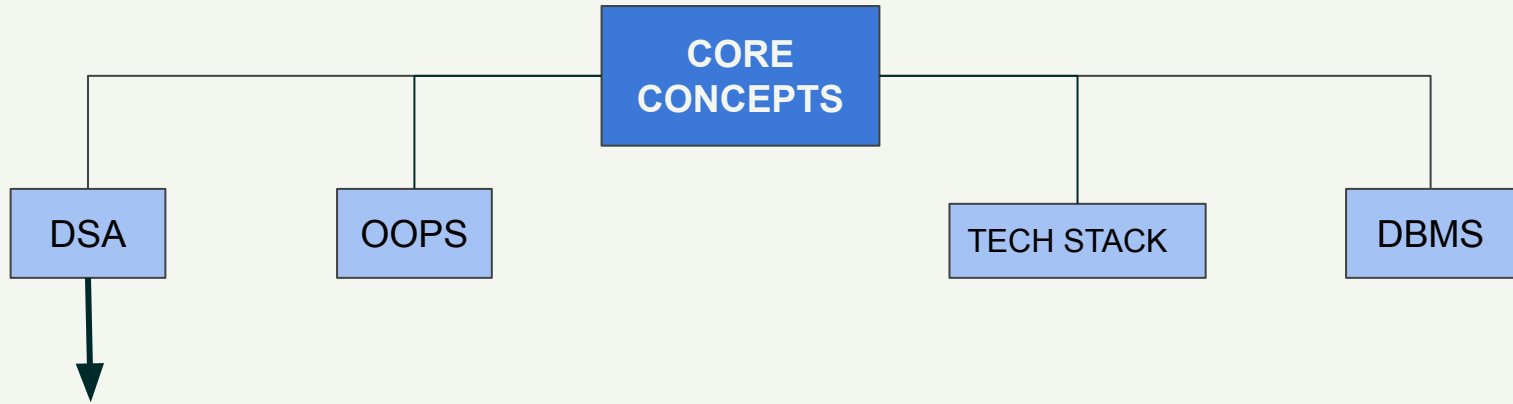 CORE
CONCEPTS
DSA
OOPS
TECH STACK
DBMS